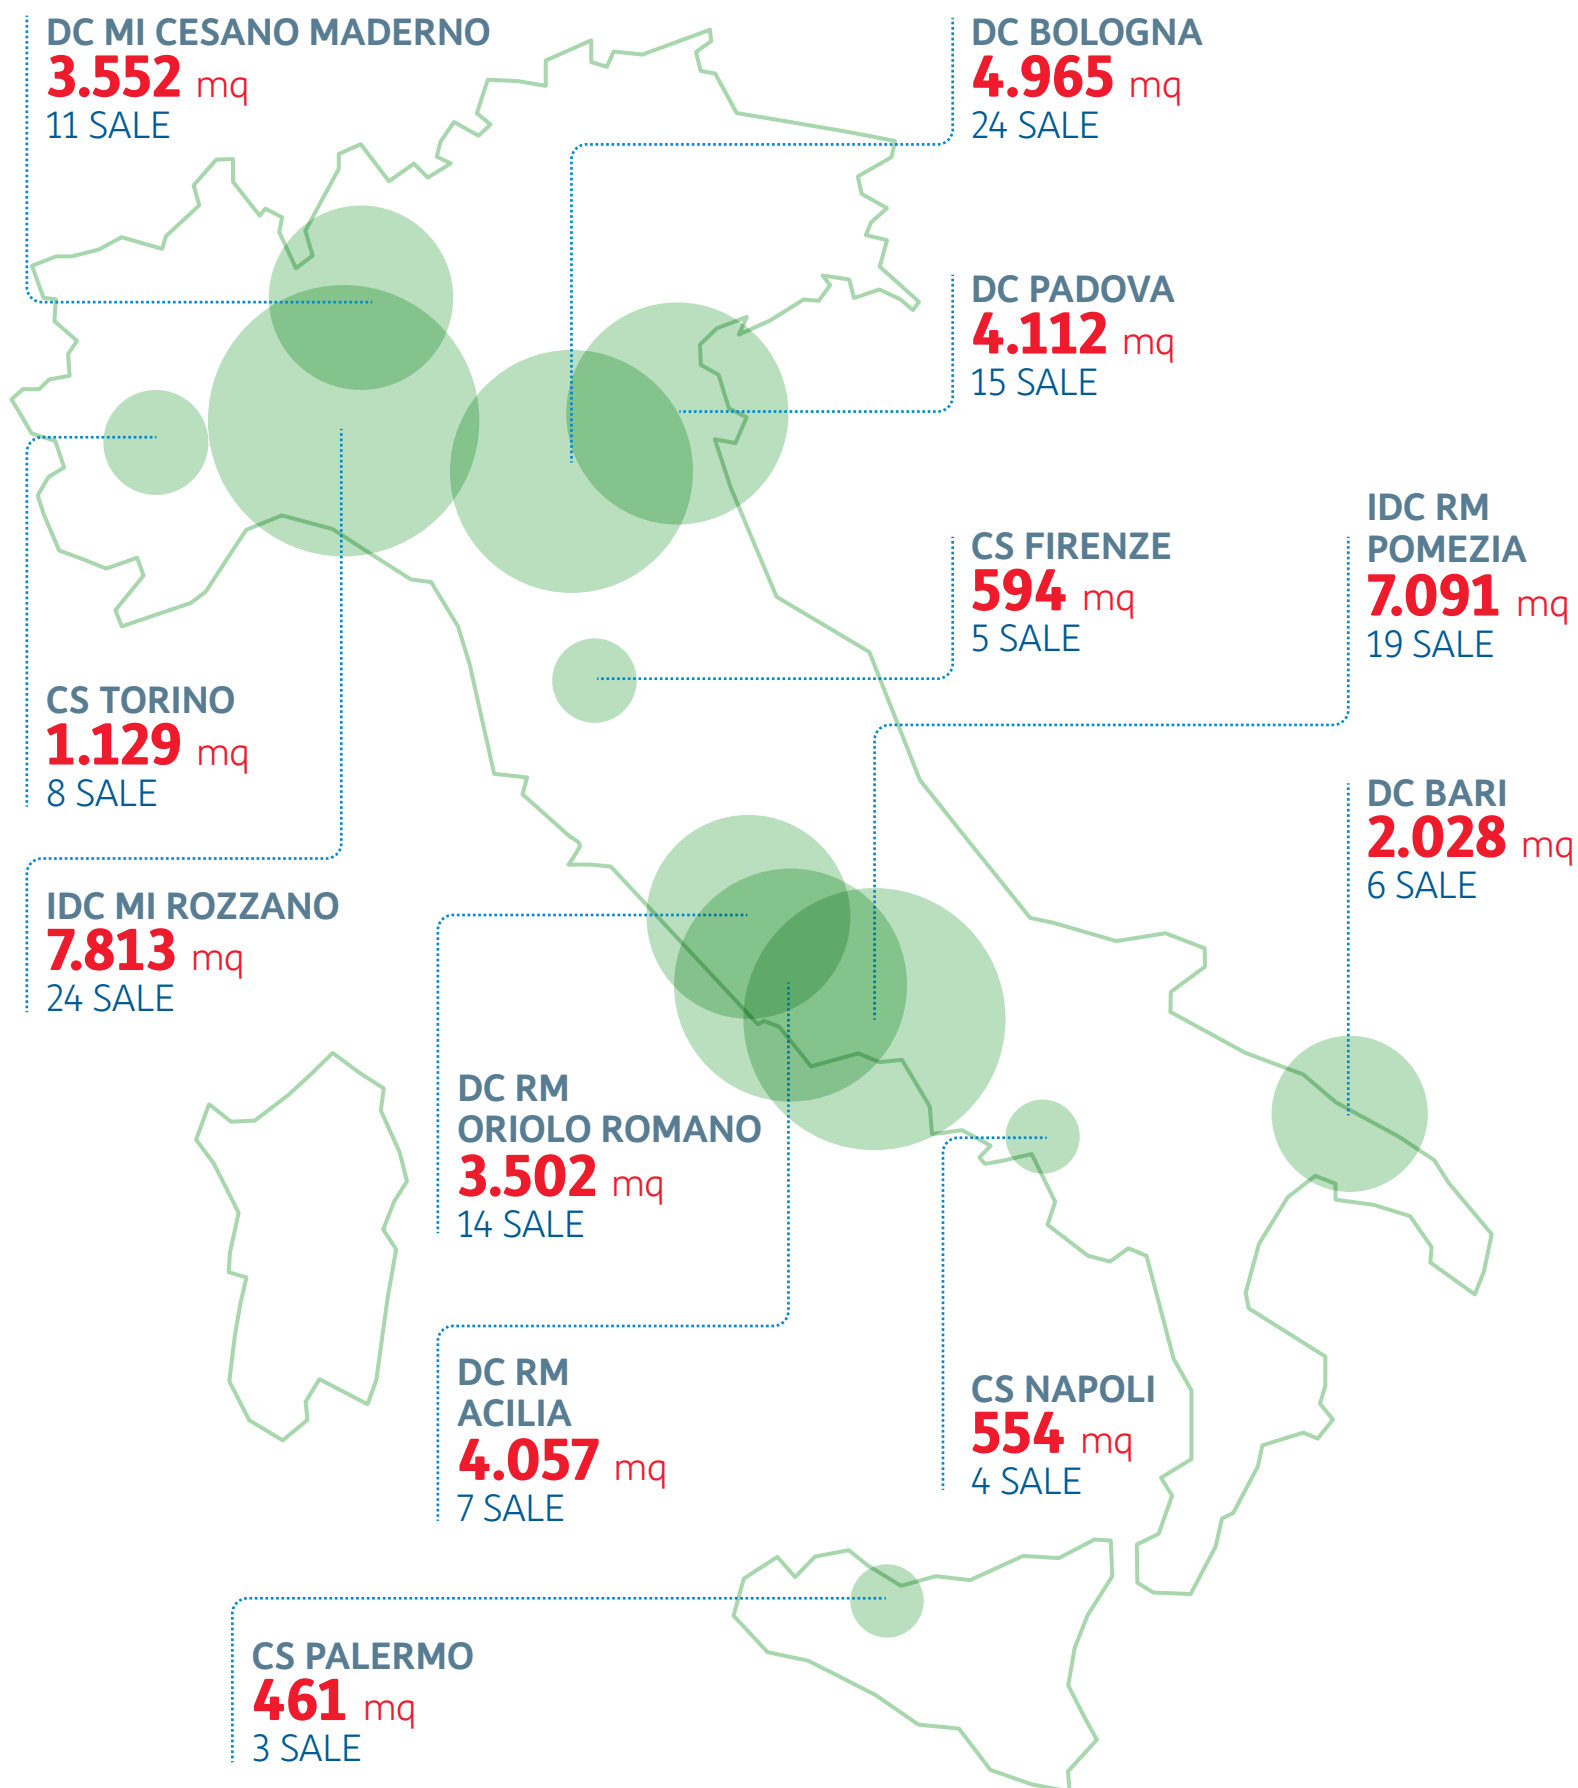 DC MI CESANO MADERNO
3.552 mq
11 SALE
DC BOLOGNA
4.965 mq
24 SALE
DC PADOVA
4.112 mq
15 SALE
IDC RM
POMEZIA
7.091 mq
19 SALE
CS FIRENZE
594 mq
5 SALE
CS TORINO
1.129 mq
8 SALE
DC BARI
2.028 mq
6 SALE
IDC MI ROZZANO
7.813 mq
24 SALE
DC RM
ORIOLO ROMANO
3.502 mq
14 SALE
DC RM
ACILIA
4.057 mq
7 SALE
CS NAPOLI
554 mq
4 SALE
CS PALERMO
461 mq
3 SALE